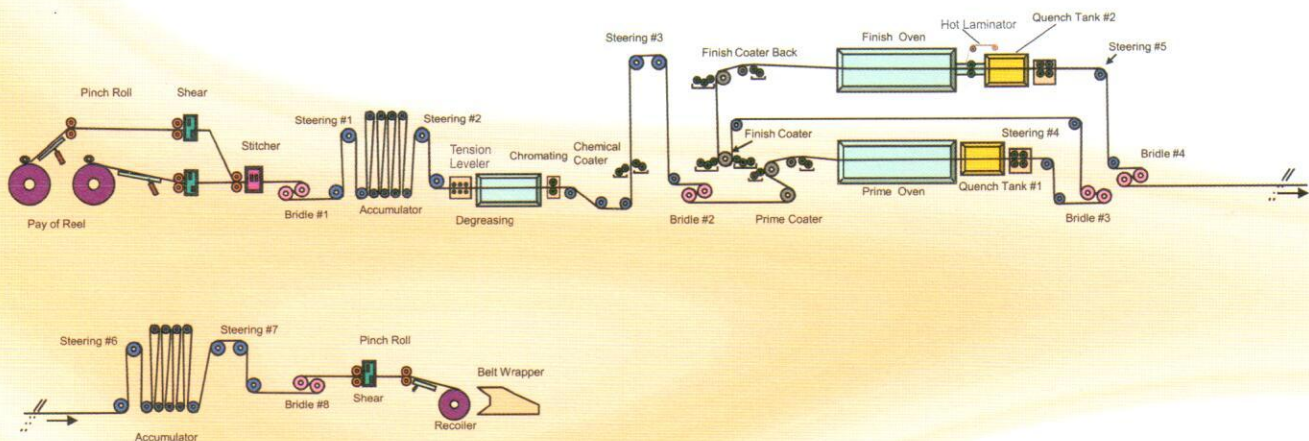 Pinch Roll
Shear
Stitcher
Pay of Reel
Bridle #1
Steering #1
Accumulator
Steering #2
Tension
Leveler
Degreasing
Chromating
Chemical
Coater
Steering #3
Bridle #2
Finish Coater Back
Finish Coater
Prime Coater
Finish Oven
Hot Laminator
Quench Tank #2
Steering #5
Prime Oven
Quench Tank #1
Steering #4
Bridle #3
Bridle #4
Steering #6
Accumulator
Steering #7
Bridle #8
Pinch Roll
Shear
Belt Wrapper
Recoiler